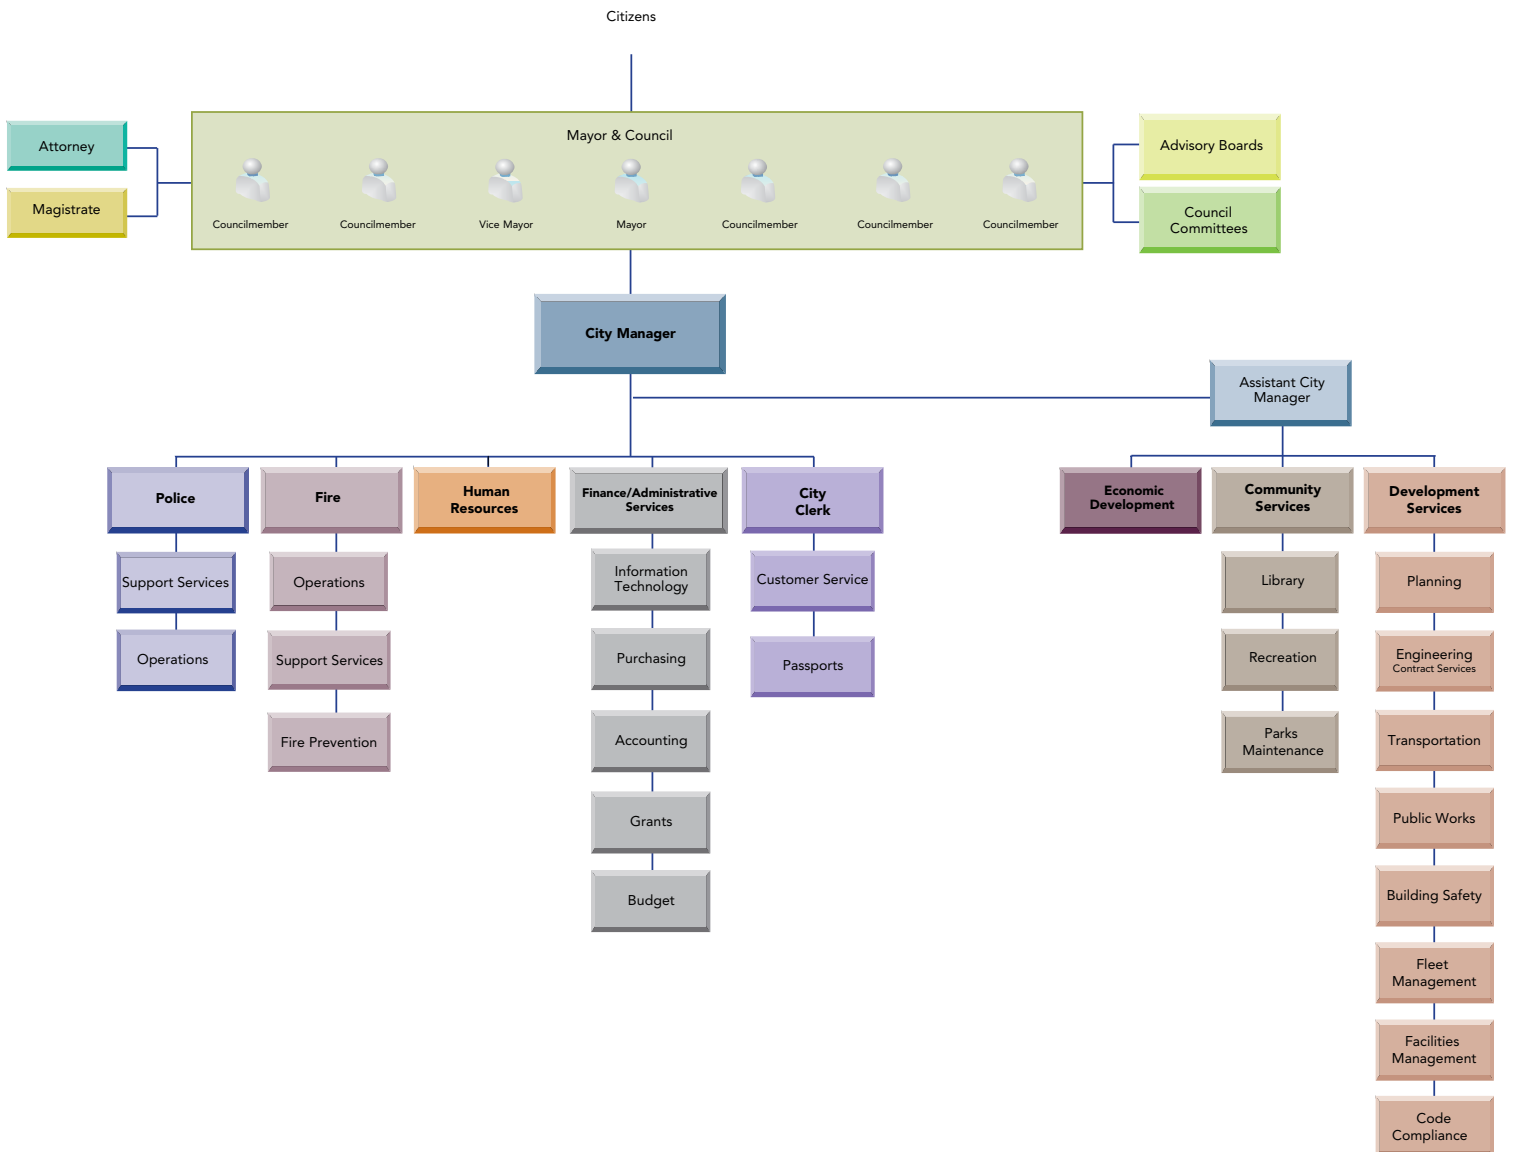 Citizens
Mayor & Council
Councilmember
Councilmember
Vice Mayor
Mayor
Councilmember
Councilmember
Councilmember
Attorney
Magistrate
Advisory Boards
Council
Committees
City Manager
Assistant City
Manager
Police
Support Services
Operations
Fire
Operations
Support Services
Fire Prevention
Human
Resources
Finance/Administrative
Services
Information
Technology
Purchasing
Accounting
Grants
Budget
City
Clerk
Customer Service
Passports
Economic
Development
Community
Services
Library
Recreation
Parks
Maintenance
Development
Services
Planning
Engineering
Contract Services
Transportation
Public Works
Building Safety
Fleet
Management
Facilities
Management
Code
Compliance